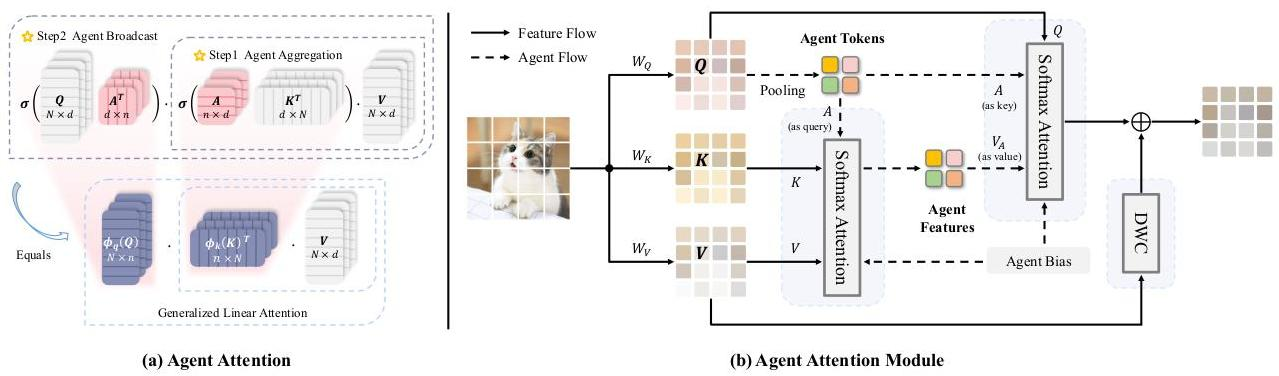 Step2 Agent Broadcast
Step1 Agent Aggregation
σ ( Q A^T ) · σ ( A K^T ) · V
N × d d × n n × d d × N N × d
Equals
ϕ_q(Q) · ϕ_k(K)^T · V
N × n n × N N × d
Generalized Linear Attention
(a) Agent Attention
Feature Flow
Agent Flow
W_Q
Q
Pooling
Agent Tokens
A
(as query)
W_K
K
K
W_V
V
V
Softmax Attention
Agent
Features
Q
A
(as key)
V_A
(as value)
Softmax Attention
Agent Bias
DWC
(b) Agent Attention Module